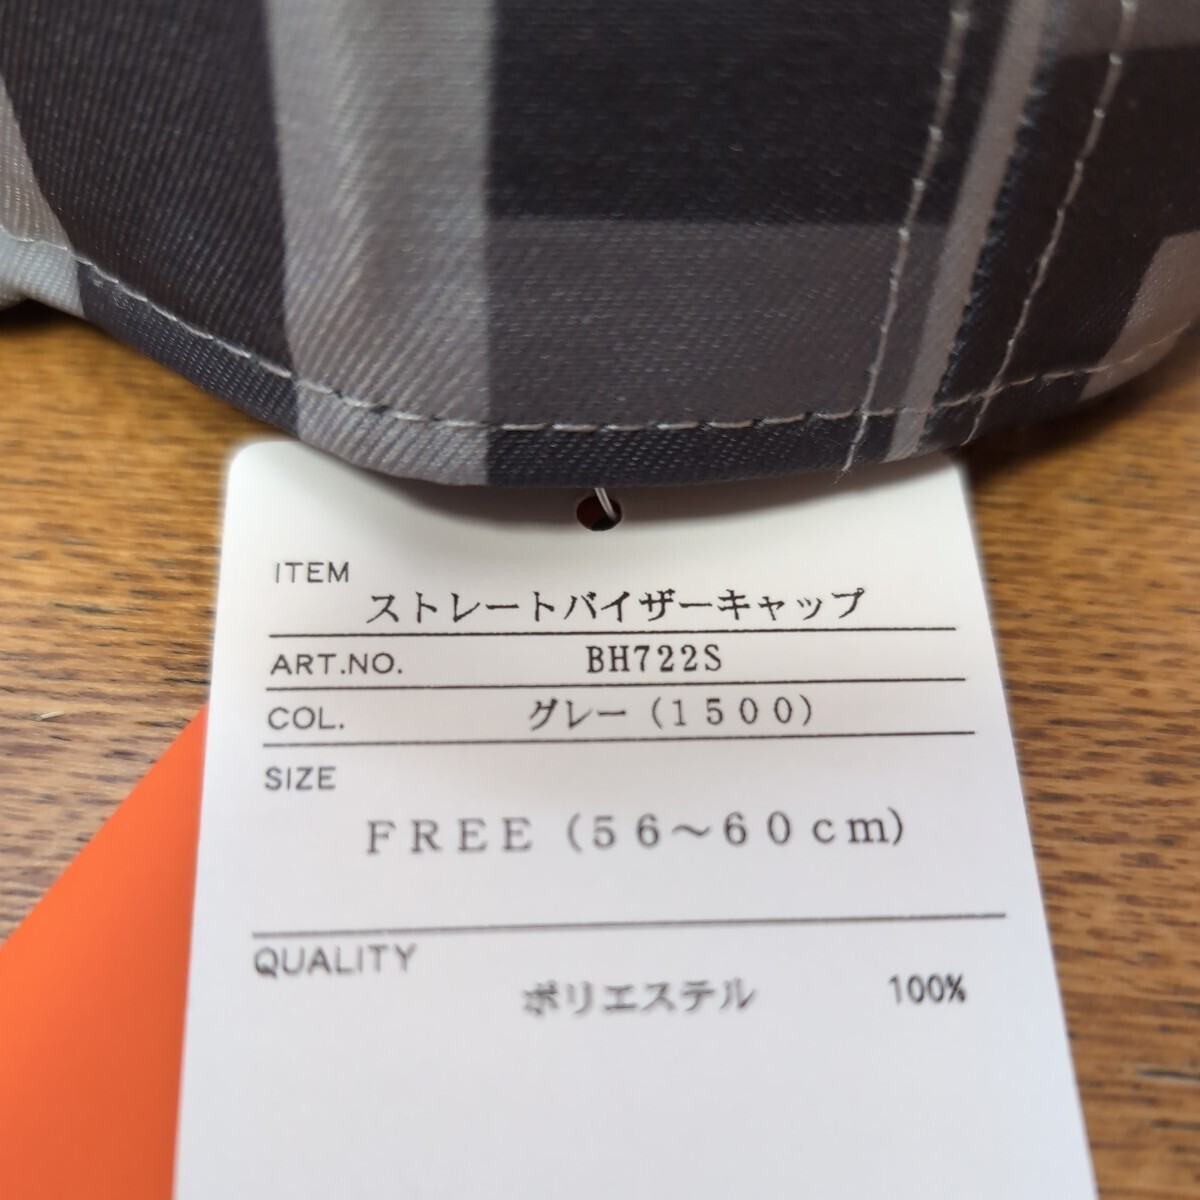 ITEM
ストレートバイザーキャップ
ART.NO. BH722S
COL. グレー(1500)
SIZE
FREE(56〜60cm)
QUALITY
ポリエステル 100%